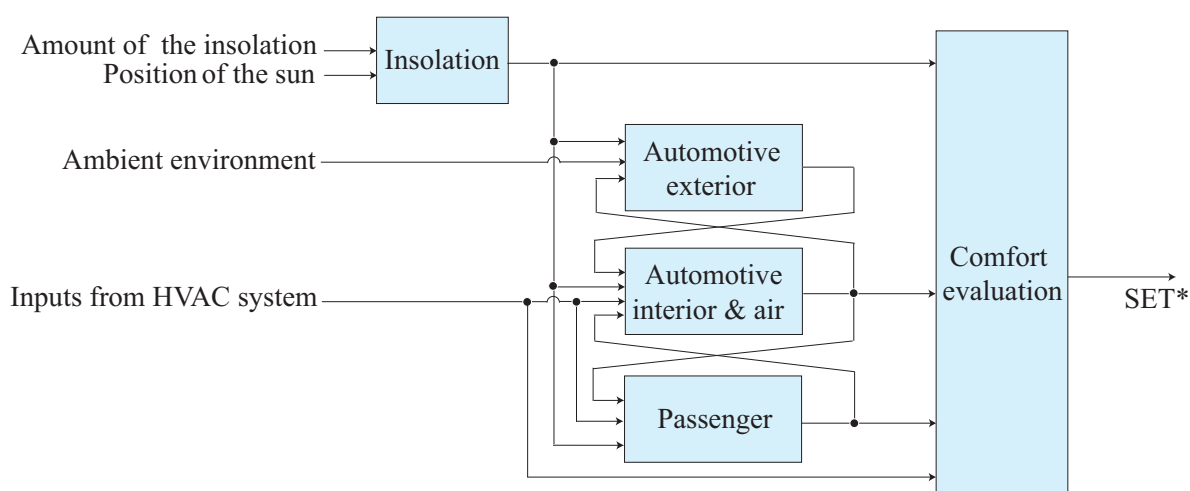 Amount of the insolation
Position of the sun
Insolation
Ambient environment
Automotive
exterior
Inputs from HVAC system
Automotive
interior & air
Passenger
Comfort
evaluation
SET*